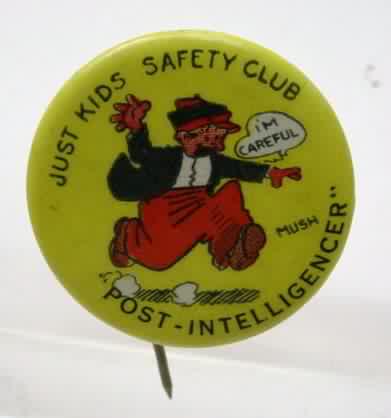 JUST KIDS SAFETY CLUB
I'M
CAREFUL
MUSH
POST-INTELLIGENCER"